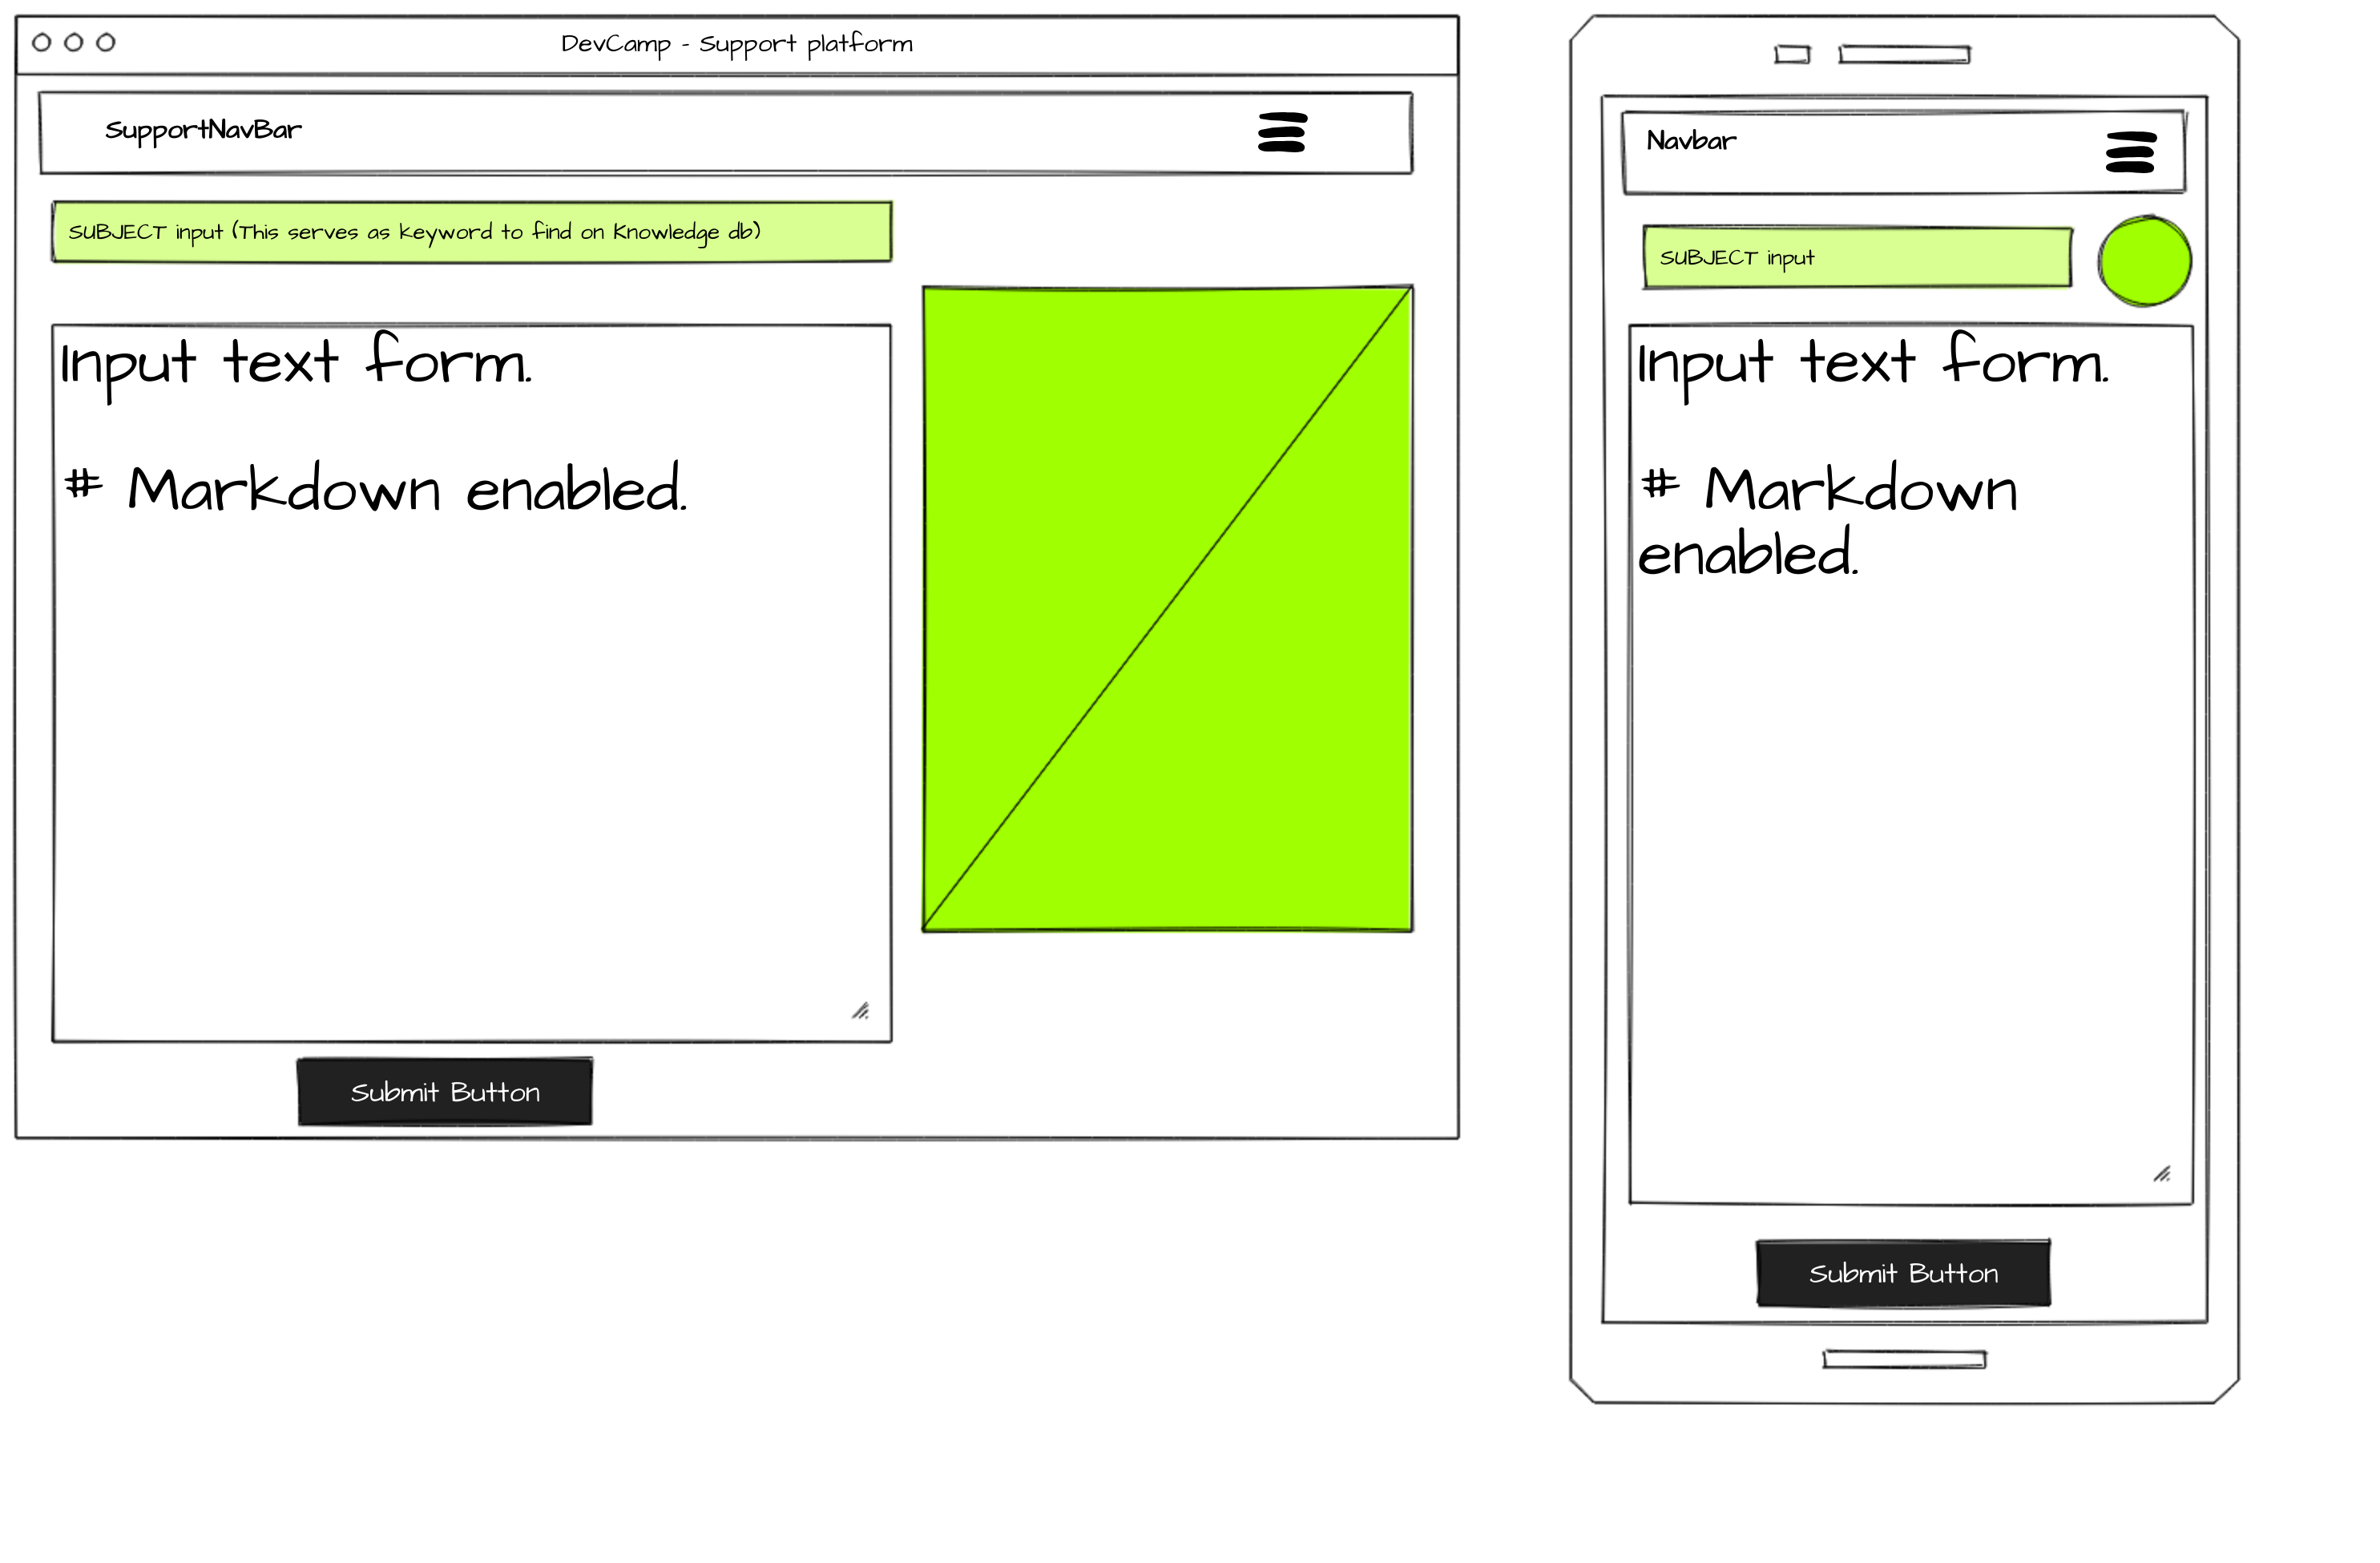 DevCamp - Support platform
SupportNavBar
SUBJECT input (This serves as keyword to find on Knowledge db)
Input text form.
# Markdown enabled.
Submit Button
Navbar
SUBJECT input
Input text form.
# Markdown
enabled.
Submit Button